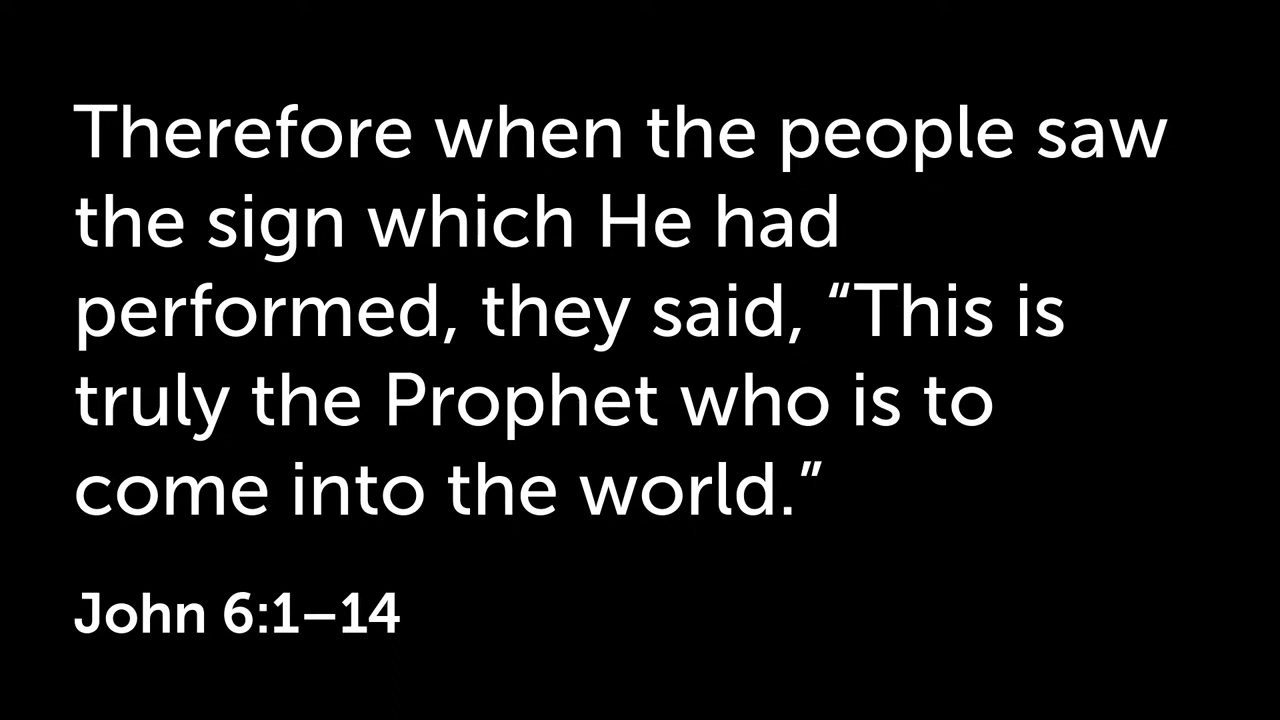 Therefore when the people saw
the sign which He had
performed, they said, “This is
truly the Prophet who is to
come into the world.”
John 6:1–14